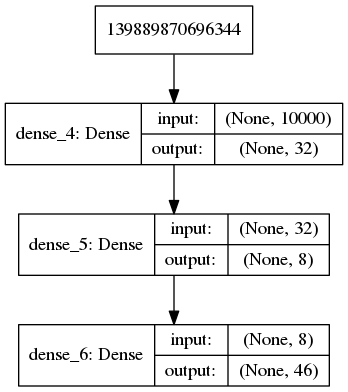 139889870696344
dense_4: Dense
input: (None, 10000)
output: (None, 32)
dense_5: Dense
input: (None, 32)
output: (None, 8)
dense_6: Dense
input: (None, 8)
output: (None, 46)